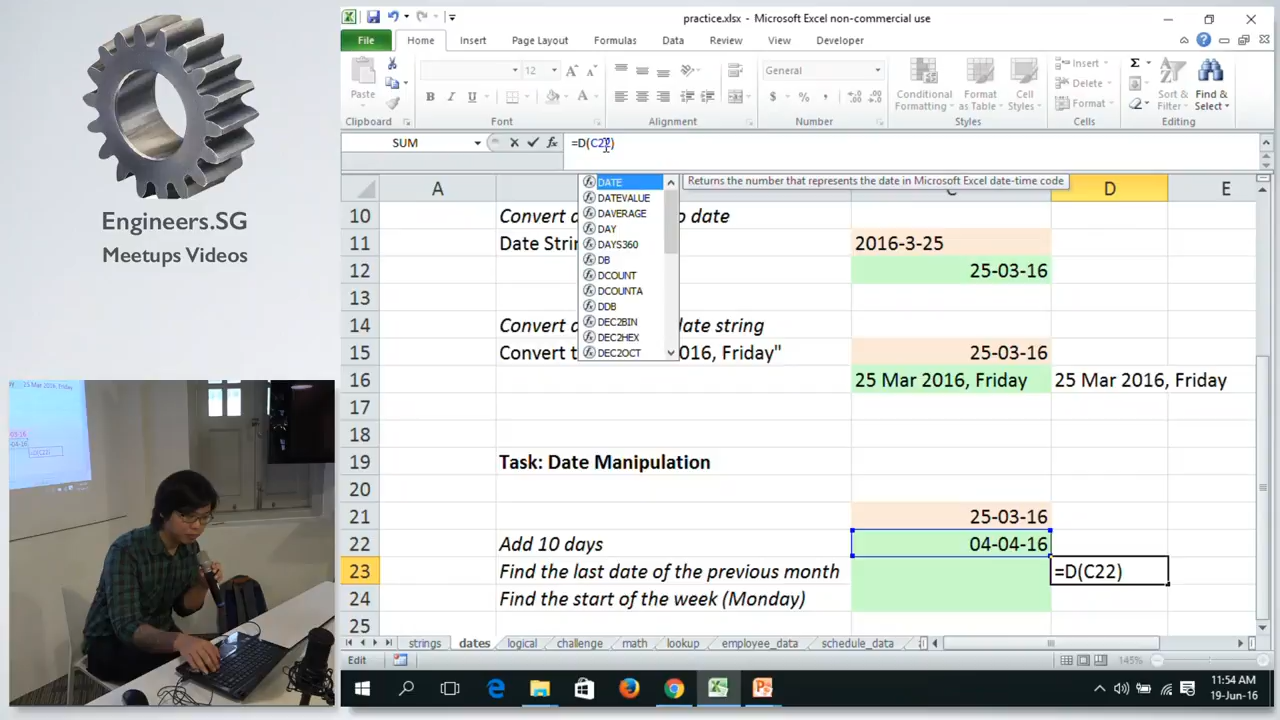 practice.xlsx - Microsoft Excel non-commercial use
File Home Insert Page Layout Formulas Data Review View Developer
Paste
Clipboard
12
B I U A
Font
Alignment
General
$ % ,
Number
Conditional Formatting
Format as Table
Cell Styles
Styles
Insert
Delete
Format
Cells
Σ
Sort & Filter
Find & Select
Editing
SUM fx =D(C22)
DATE Returns the number that represents the date in Microsoft Excel date-time code
DATEVALUE
DAVERAGE
DAY
DAYS360
DB
DCOUNT
DCOUNTA
DDB
DEC2BIN
DEC2HEX
DEC2OCT
A D E
10 Convert o date
11 Date Strin 2016-3-25
12 25-03-16
13
14 Convert late string
15 Convert t 016, Friday" 25-03-16
16 25 Mar 2016, Friday 25 Mar 2016, Friday
17
18
19 Task: Date Manipulation
20
21 25-03-16
22 Add 10 days 04-04-16
23 Find the last date of the previous month =D(C22)
24 Find the start of the week (Monday)
25
strings dates logical challenge math lookup employee_data schedule_data
Edit 145%
11:54 AM
19-Jun-16
Engineers.SG
Meetups Videos
15 Mar 2016, Friday
=D(C22)